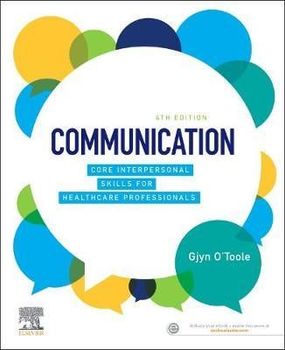 4TH EDITION
COMMUNICATION
CORE INTERPERSONAL
SKILLS FOR
HEALTHCARE PROFESSIONALS
Gjyn O'Toole
ELSEVIER